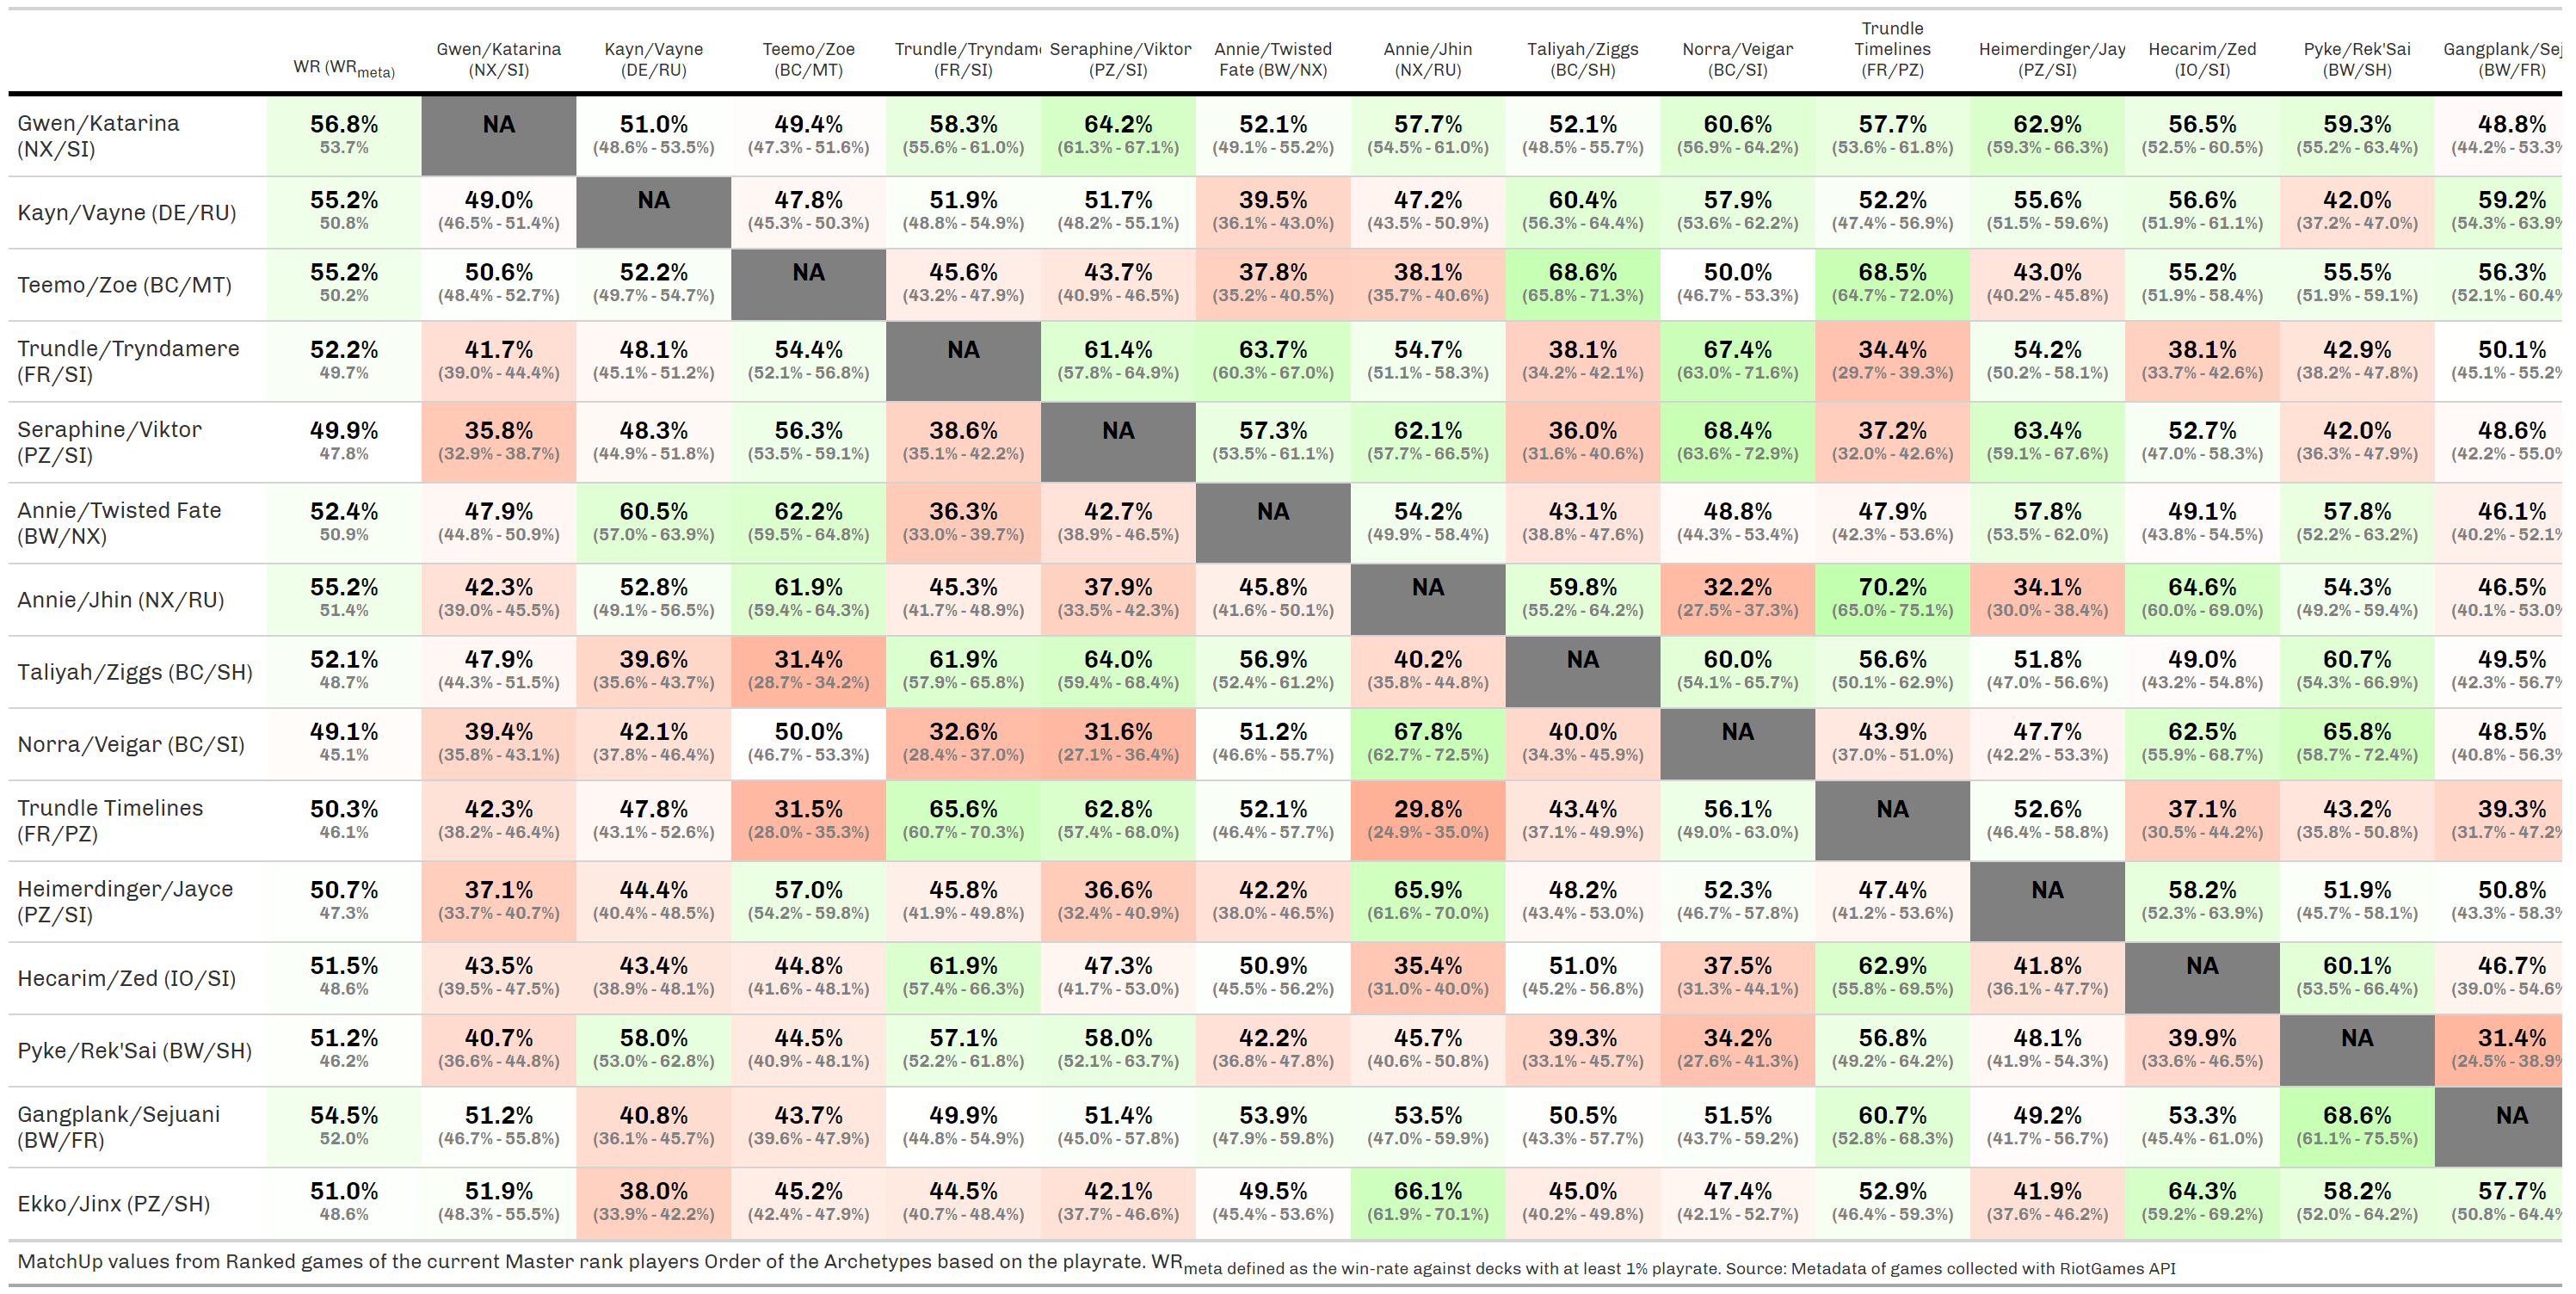 WR (WRmeta) Gwen/Katarina (NX/SI) Kayn/Vayne (DE/RU) Teemo/Zoe (BC/MT) Trundle/Tryndam (FR/SI) Seraphine/Viktor (PZ/SI) Annie/Twisted Fate (BW/NX) Annie/Jhin (NX/RU) Taliyah/Ziggs (BC/SH) Norra/Veigar (BC/SI) Trundle Timelines (FR/PZ) Heimerdinger/Jay (PZ/SI) Hecarim/Zed (IO/SI) Pyke/Rek'Sai (BW/SH) Gangplank/Sej (BW/FR)
Gwen/Katarina 56.8% NA 51.0% 49.4% 58.3% 64.2% 52.1% 57.7% 52.1% 60.6% 57.7% 62.9% 56.5% 59.3% 48.8%
(NX/SI) 53.7% (48.6% - 53.5%) (47.3% - 51.6%) (55.6% - 61.0%) (61.3% - 67.1%) (49.1% - 55.2%) (54.5% - 61.0%) (48.5% - 55.7%) (56.9% - 64.2%) (53.6% - 61.8%) (59.3% - 66.3%) (52.5% - 60.5%) (55.2% - 63.4%) (44.2% - 53.3%
Kayn/Vayne (DE/RU) 55.2% 49.0% NA 47.8% 51.9% 51.7% 39.5% 47.2% 60.4% 57.9% 52.2% 55.6% 56.6% 42.0% 59.2%
50.8% (46.5% - 51.4%) (45.3% - 50.3%) (48.8% - 54.9%) (48.2% - 55.1%) (36.1% - 43.0%) (43.5% - 50.9%) (56.3% - 64.4%) (53.6% - 62.2%) (47.4% - 56.9%) (51.5% - 59.6%) (51.9% - 61.1%) (37.2% - 47.0%) (54.3% - 63.9%
Teemo/Zoe (BC/MT) 55.2% 50.6% 52.2% NA 45.6% 43.7% 37.8% 38.1% 68.6% 50.0% 68.5% 43.0% 55.2% 55.5% 56.3%
50.2% (48.4% - 52.7%) (49.7% - 54.7%) (43.2% - 47.9%) (40.9% - 46.5%) (35.2% - 40.5%) (35.7% - 40.6%) (65.8% - 71.3%) (46.7% - 53.3%) (64.7% - 72.0%) (40.2% - 45.8%) (51.9% - 58.4%) (51.9% - 59.1%) (52.1% - 60.4%
Trundle/Tryndamere 52.2% 41.7% 48.1% 54.4% NA 61.4% 63.7% 54.7% 38.1% 67.4% 34.4% 54.2% 38.1% 42.9% 50.1%
(FR/SI) 49.7% (39.0% - 44.4%) (45.1% - 51.2%) (52.1% - 56.8%) (57.8% - 64.9%) (60.3% - 67.0%) (51.1% - 58.3%) (34.2% - 42.1%) (63.0% - 71.6%) (29.7% - 39.3%) (50.2% - 58.1%) (33.7% - 42.6%) (38.2% - 47.8%) (45.1% - 55.2%
Seraphine/Viktor 49.9% 35.8% 48.3% 56.3% 38.6% NA 57.3% 62.1% 36.0% 68.4% 37.2% 63.4% 52.7% 42.0% 48.6%
(PZ/SI) 47.8% (32.9% - 38.7%) (44.9% - 51.8%) (53.5% - 59.1%) (35.1% - 42.2%) (53.5% - 61.1%) (57.7% - 66.5%) (31.6% - 40.6%) (63.6% - 72.9%) (32.0% - 42.6%) (59.1% - 67.6%) (47.0% - 58.3%) (36.3% - 47.9%) (42.2% - 55.0%
Annie/Twisted Fate 52.4% 47.9% 60.5% 62.2% 36.3% 42.7% NA 54.2% 43.1% 48.8% 47.9% 57.8% 49.1% 57.8% 46.1%
(BW/NX) 50.9% (44.8% - 50.9%) (57.0% - 63.9%) (59.5% - 64.8%) (33.0% - 39.7%) (38.9% - 46.5%) (49.9% - 58.4%) (38.8% - 47.6%) (44.3% - 53.4%) (42.3% - 53.6%) (53.5% - 62.0%) (43.8% - 54.5%) (52.2% - 63.2%) (40.2% - 52.1%
Annie/Jhin (NX/RU) 55.2% 42.3% 52.8% 61.9% 45.3% 37.9% 45.8% NA 59.8% 32.2% 70.2% 34.1% 64.6% 54.3% 46.5%
51.4% (39.0% - 45.5%) (49.1% - 56.5%) (59.4% - 64.3%) (41.7% - 48.9%) (33.5% - 42.3%) (41.6% - 50.1%) (55.2% - 64.2%) (27.5% - 37.3%) (65.0% - 75.1%) (30.0% - 38.4%) (60.0% - 69.0%) (49.2% - 59.4%) (40.1% - 53.0%
Taliyah/Ziggs (BC/SH) 52.1% 47.9% 39.6% 31.4% 61.9% 64.0% 56.9% 40.2% NA 60.0% 56.6% 51.8% 49.0% 60.7% 49.5%
48.7% (44.3% - 51.5%) (35.6% - 43.7%) (28.7% - 34.2%) (57.9% - 65.8%) (59.4% - 68.4%) (52.4% - 61.2%) (35.8% - 44.8%) (54.1% - 65.7%) (50.1% - 62.9%) (47.0% - 56.6%) (43.2% - 54.8%) (54.3% - 66.9%) (42.3% - 56.7%
Norra/Veigar (BC/SI) 49.1% 39.4% 42.1% 50.0% 32.6% 31.6% 51.2% 67.8% 40.0% NA 43.9% 47.7% 62.5% 65.8% 48.5%
45.1% (35.8% - 43.1%) (37.8% - 46.4%) (46.7% - 53.3%) (28.4% - 37.0%) (27.1% - 36.4%) (46.6% - 55.7%) (62.7% - 72.5%) (34.3% - 45.9%) (37.0% - 51.0%) (42.2% - 53.3%) (55.9% - 68.7%) (58.7% - 72.4%) (40.8% - 56.3%
Trundle Timelines 50.3% 42.3% 47.8% 31.5% 65.6% 62.8% 52.1% 29.8% 43.4% 56.1% NA 52.6% 37.1% 43.2% 39.3%
(FR/PZ) 46.1% (38.2% - 46.4%) (43.1% - 52.6%) (28.0% - 35.3%) (60.7% - 70.3%) (57.4% - 68.0%) (46.4% - 57.7%) (24.9% - 35.0%) (37.1% - 49.9%) (49.0% - 63.0%) (46.4% - 58.8%) (30.5% - 44.2%) (35.8% - 50.8%) (31.7% - 47.2%
Heimerdinger/Jayce 50.7% 37.1% 44.4% 57.0% 45.8% 36.6% 42.2% 65.9% 48.2% 52.3% 47.4% NA 58.2% 51.9% 50.8%
(PZ/SI) 47.3% (33.7% - 40.7%) (40.4% - 48.5%) (54.2% - 59.8%) (41.9% - 49.8%) (32.4% - 40.9%) (38.0% - 46.5%) (61.6% - 70.0%) (43.4% - 53.0%) (46.7% - 57.8%) (41.2% - 53.6%) (52.3% - 63.9%) (45.7% - 58.1%) (43.3% - 58.3%
Hecarim/Zed (IO/SI) 51.5% 43.5% 43.4% 44.8% 61.9% 47.3% 50.9% 35.4% 51.0% 37.5% 62.9% 41.8% NA 60.1% 46.7%
48.6% (39.5% - 47.5%) (38.9% - 48.1%) (41.6% - 48.1%) (57.4% - 66.3%) (41.7% - 53.0%) (45.5% - 56.2%) (31.0% - 40.0%) (45.2% - 56.8%) (31.3% - 44.1%) (55.8% - 69.5%) (36.1% - 47.7%) (53.5% - 66.4%) (39.0% - 54.6%
Pyke/Rek'Sai (BW/SH) 51.2% 40.7% 58.0% 44.5% 57.1% 58.0% 42.2% 45.7% 39.3% 34.2% 56.8% 48.1% 39.9% NA 31.4%
46.2% (36.6% - 44.8%) (53.0% - 62.8%) (40.9% - 48.1%) (52.2% - 61.8%) (52.1% - 63.7%) (36.8% - 47.8%) (40.6% - 50.8%) (33.1% - 45.7%) (27.6% - 41.3%) (49.2% - 64.2%) (41.9% - 54.3%) (33.6% - 46.5%) (24.5% - 38.9%
Gangplank/Sejuani 54.5% 51.2% 40.8% 43.7% 49.9% 51.4% 53.9% 53.5% 50.5% 51.5% 60.7% 49.2% 53.3% 68.6% NA
(BW/FR) 52.0% (46.7% - 55.8%) (36.1% - 45.7%) (39.6% - 47.9%) (44.8% - 54.9%) (45.0% - 57.8%) (47.9% - 59.8%) (47.0% - 59.9%) (43.3% - 57.7%) (43.7% - 59.2%) (52.8% - 68.3%) (41.7% - 56.7%) (45.4% - 61.0%) (61.1% - 75.5%)
Ekko/Jinx (PZ/SH) 51.0% 51.9% 38.0% 45.2% 44.5% 42.1% 49.5% 66.1% 45.0% 47.4% 52.9% 41.9% 64.3% 58.2% 57.7%
48.6% (48.3% - 55.5%) (33.9% - 42.2%) (42.4% - 47.9%) (40.7% - 48.4%) (37.7% - 46.6%) (45.4% - 53.6%) (61.9% - 70.1%) (40.2% - 49.8%) (42.1% - 52.7%) (46.4% - 59.3%) (37.6% - 46.2%) (59.2% - 69.2%) (52.0% - 64.2%) (50.8% - 64.4%
MatchUp values from Ranked games of the current Master rank players Order of the Archetypes based on the playrate. WRmeta defined as the win-rate against decks with at least 1% playrate. Source: Metadata of games collected with RiotGames API